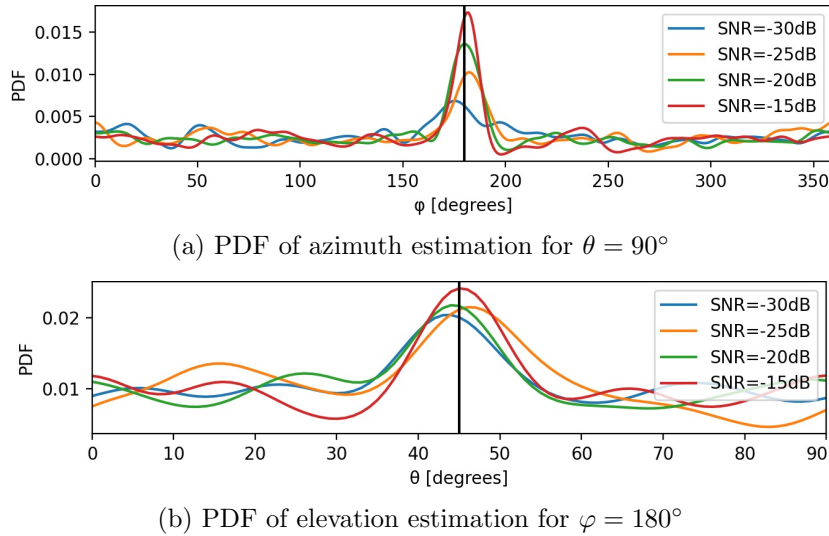 0.015
0.010
0.005
0.000
PDF
SNR=-30dB
SNR=-25dB
SNR=-20dB
SNR=-15dB
0 50 100 150 200 250 300 350
φ [degrees]
(a) PDF of azimuth estimation for θ = 90°
0.02
0.01
PDF
SNR=-30dB
SNR=-25dB
SNR=-20dB
SNR=-15dB
0 10 20 30 40 50 60 70 80 90
θ [degrees]
(b) PDF of elevation estimation for φ = 180°